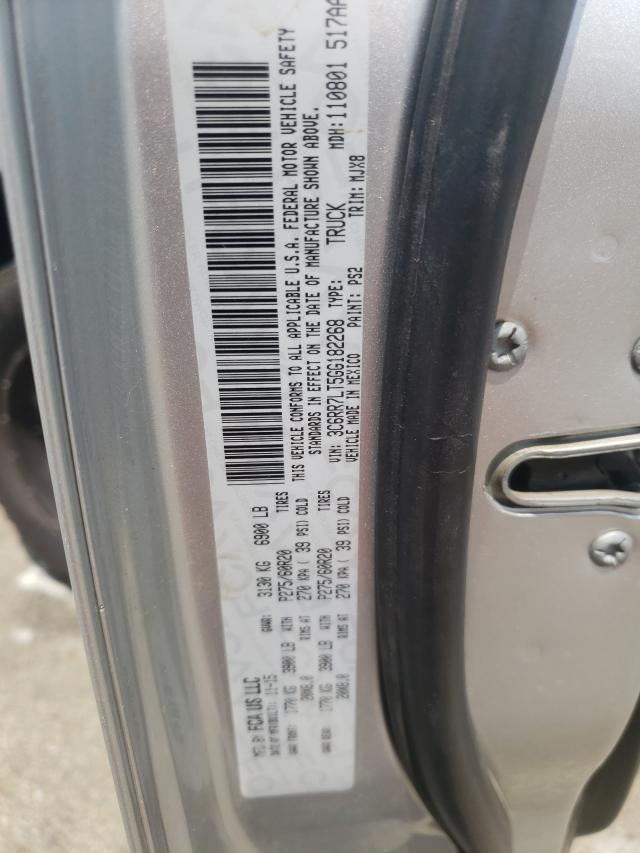 MFD BY: FCA US LLC
DATE OF MFR(BUILT): 11-15 GVWR: 3130 KG 6900 LB
GAWR FRONT: 1770 KG 3900 LB WITH P275/60R20 TIRES
20X8.0 RIMS AT 270 KPA ( 39 PSI) COLD
GAWR REAR: 1770 KG 3900 LB WITH P275/60R20 TIRES
20X8.0 RIMS AT 270 KPA ( 39 PSI) COLD
THIS VEHICLE CONFORMS TO ALL APPLICABLE U.S.A. FEDERAL MOTOR VEHICLE SAFETY
STANDARDS IN EFFECT ON THE DATE OF MANUFACTURE SHOWN ABOVE.
VIN: 3C6RR7LT5GG182268 TYPE: TRUCK MDH:110801 517AA
VEHICLE MADE IN MEXICO PAINT: PS2 TRIM: MJX8